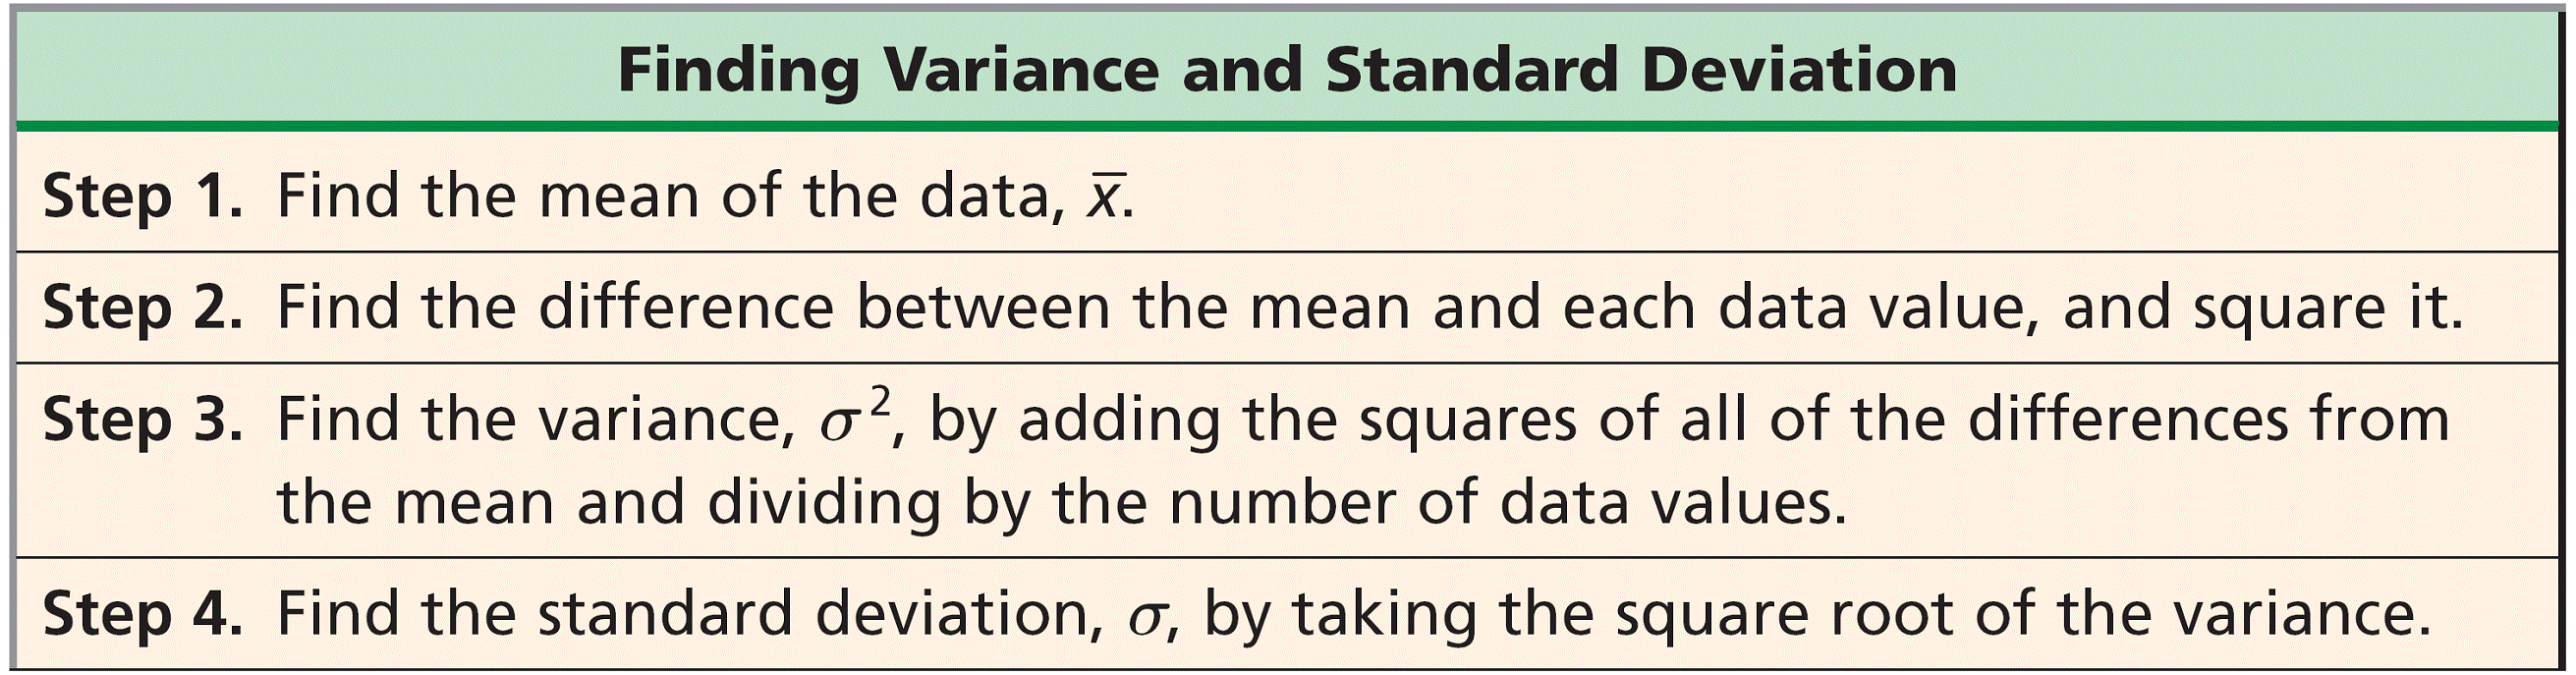 Finding Variance and Standard Deviation
Step 1. Find the mean of the data, x̅.
Step 2. Find the difference between the mean and each data value, and square it.
Step 3. Find the variance, σ², by adding the squares of all of the differences from
the mean and dividing by the number of data values.
Step 4. Find the standard deviation, σ, by taking the square root of the variance.